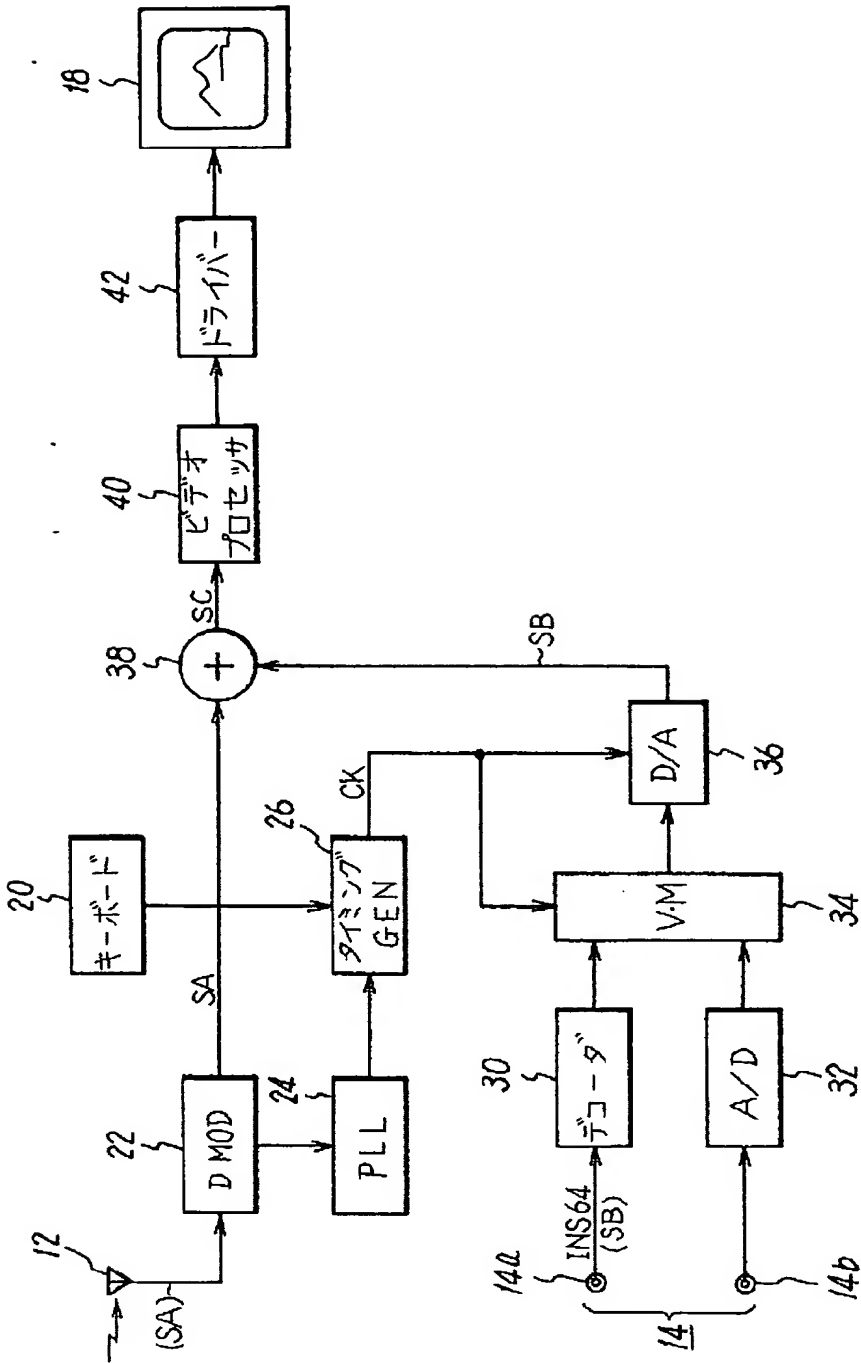 12
(SA)
22
D MOD
24
PLL
SA
20
キーボード
26
タイミング
GEN
CK
38
+
SC
40
ビデオ
プロセッサ
42
ドライバー
18
SB
14a
INS64
(SB)
14
14b
30
デコーダ
32
A/D
V・M
34
D/A
36